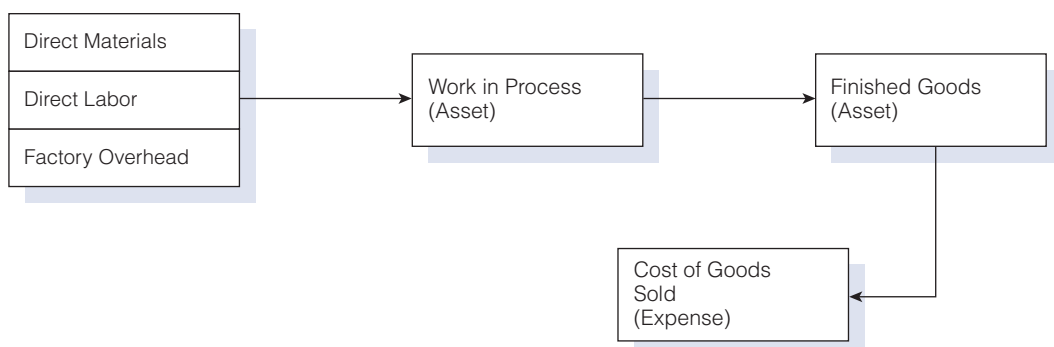 Direct Materials
Direct Labor
Factory Overhead
Work in Process
(Asset)
Finished Goods
(Asset)
Cost of Goods
Sold
(Expense)